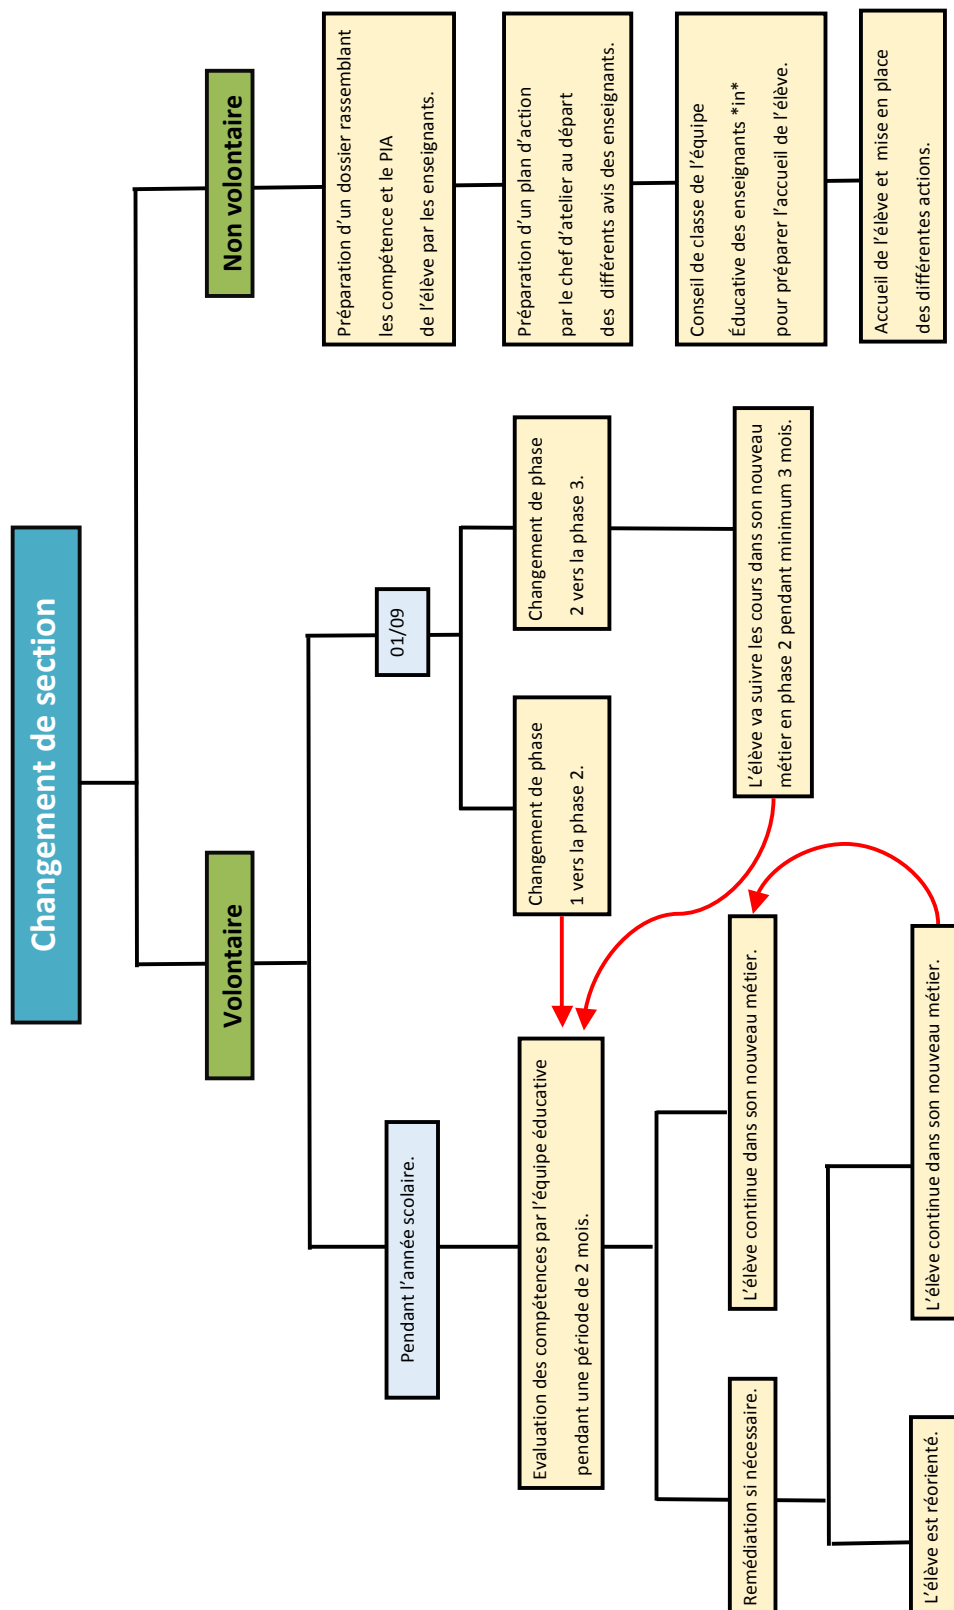 Changement de section
Volontaire
Non volontaire
Pendant l'année scolaire.
01/09
Préparation d'un dossier rassemblant
les compétence et le PIA
de l'élève par les enseignants.
Evaluation des compétences par l'équipe éducative
pendant une période de 2 mois.
Changement de phase
1 vers la phase 2.
Changement de phase
2 vers la phase 3.
Préparation d'un plan d'action
par le chef d'atelier au départ
des différents avis des enseignants.
Remédiation si nécessaire.
L'élève continue dans son nouveau métier.
L'élève va suivre les cours dans son nouveau
métier en phase 2 pendant minimum 3 mois.
Conseil de classe de l'équipe
Éducative des enseignants *in*
pour préparer l'accueil de l'élève.
L'élève est réorienté.
L'élève continue dans son nouveau métier.
Accueil de l'élève et mise en place
des différentes actions.